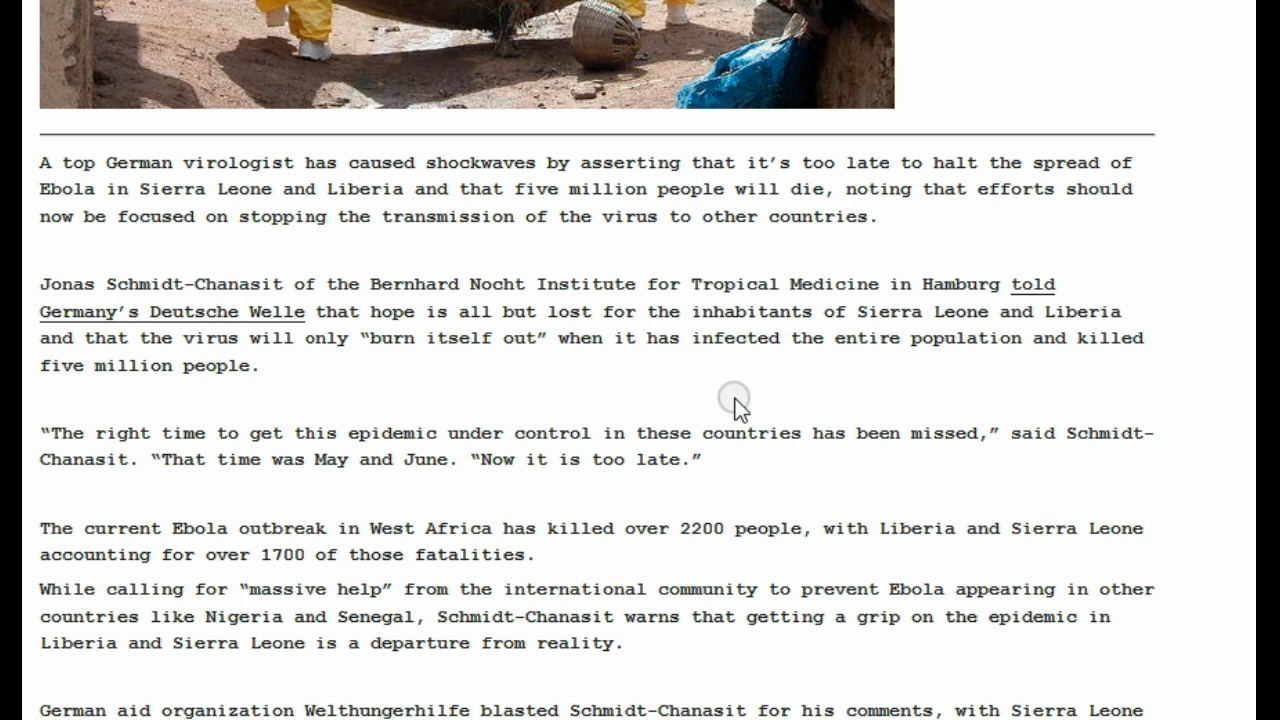 A top German virologist has caused shockwaves by asserting that it’s too late to halt the spread of
Ebola in Sierra Leone and Liberia and that five million people will die, noting that efforts should
now be focused on stopping the transmission of the virus to other countries.
Jonas Schmidt-Chanasit of the Bernhard Nocht Institute for Tropical Medicine in Hamburg told
Germany’s Deutsche Welle that hope is all but lost for the inhabitants of Sierra Leone and Liberia
and that the virus will only “burn itself out” when it has infected the entire population and killed
five million people.
“The right time to get this epidemic under control in these countries has been missed,” said Schmidt-
Chanasit. “That time was May and June. “Now it is too late.”
The current Ebola outbreak in West Africa has killed over 2200 people, with Liberia and Sierra Leone
accounting for over 1700 of those fatalities.
While calling for “massive help” from the international community to prevent Ebola appearing in other
countries like Nigeria and Senegal, Schmidt-Chanasit warns that getting a grip on the epidemic in
Liberia and Sierra Leone is a departure from reality.
German aid organization Welthungerhilfe blasted Schmidt-Chanasit for his comments, with Sierra Leone